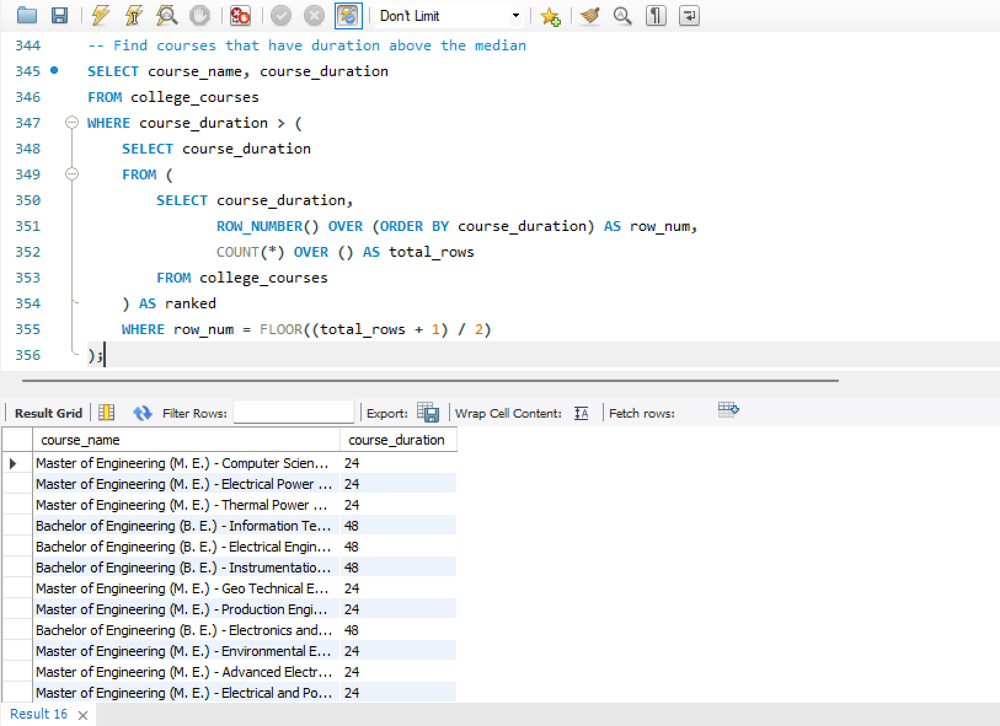 Don't Limit
344 -- Find courses that have duration above the median
345 SELECT course_name, course_duration
346 FROM college_courses
347 WHERE course_duration > (
348 SELECT course_duration
349 FROM (
350 SELECT course_duration,
351 ROW_NUMBER() OVER (ORDER BY course_duration) AS row_num,
352 COUNT(*) OVER () AS total_rows
353 FROM college_courses
354 ) AS ranked
355 WHERE row_num = FLOOR((total_rows + 1) / 2)
356 );
Result Grid Filter Rows: Export: Wrap Cell Content: Fetch rows:
course_name course_duration
Master of Engineering (M. E.) - Computer Scien... 24
Master of Engineering (M. E.) - Electrical Power ... 24
Master of Engineering (M. E.) - Thermal Power ... 24
Bachelor of Engineering (B. E.) - Information Te... 48
Bachelor of Engineering (B. E.) - Electrical Engin... 48
Bachelor of Engineering (B. E.) - Instrumentatio... 48
Master of Engineering (M. E.) - Geo Technical E... 24
Master of Engineering (M. E.) - Production Engi... 24
Bachelor of Engineering (B. E.) - Electronics and... 48
Master of Engineering (M. E.) - Environmental E... 24
Master of Engineering (M. E.) - Advanced Electr... 24
Master of Engineering (M. E.) - Electrical and Po... 24
Result 16